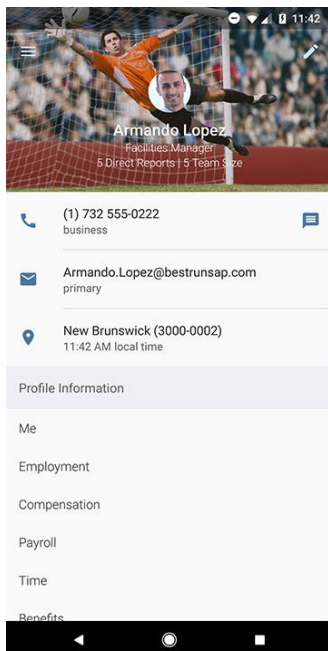 11:42
Armando Lopez
Facilities Manager
5 Direct Reports | 5 Team Size
(1) 732 555-0222
business
Armando.Lopez@bestrunsap.com
primary
New Brunswick (3000-0002)
11:42 AM local time
Profile Information
Me
Employment
Compensation
Payroll
Time
Benefits